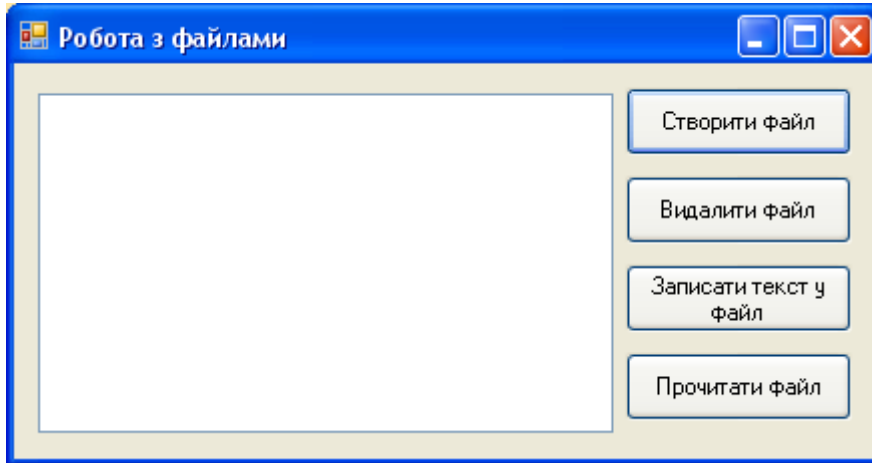 Робота з файлами
Створити файл
Видалити файл
Записати текст у
файл
Прочитати файл